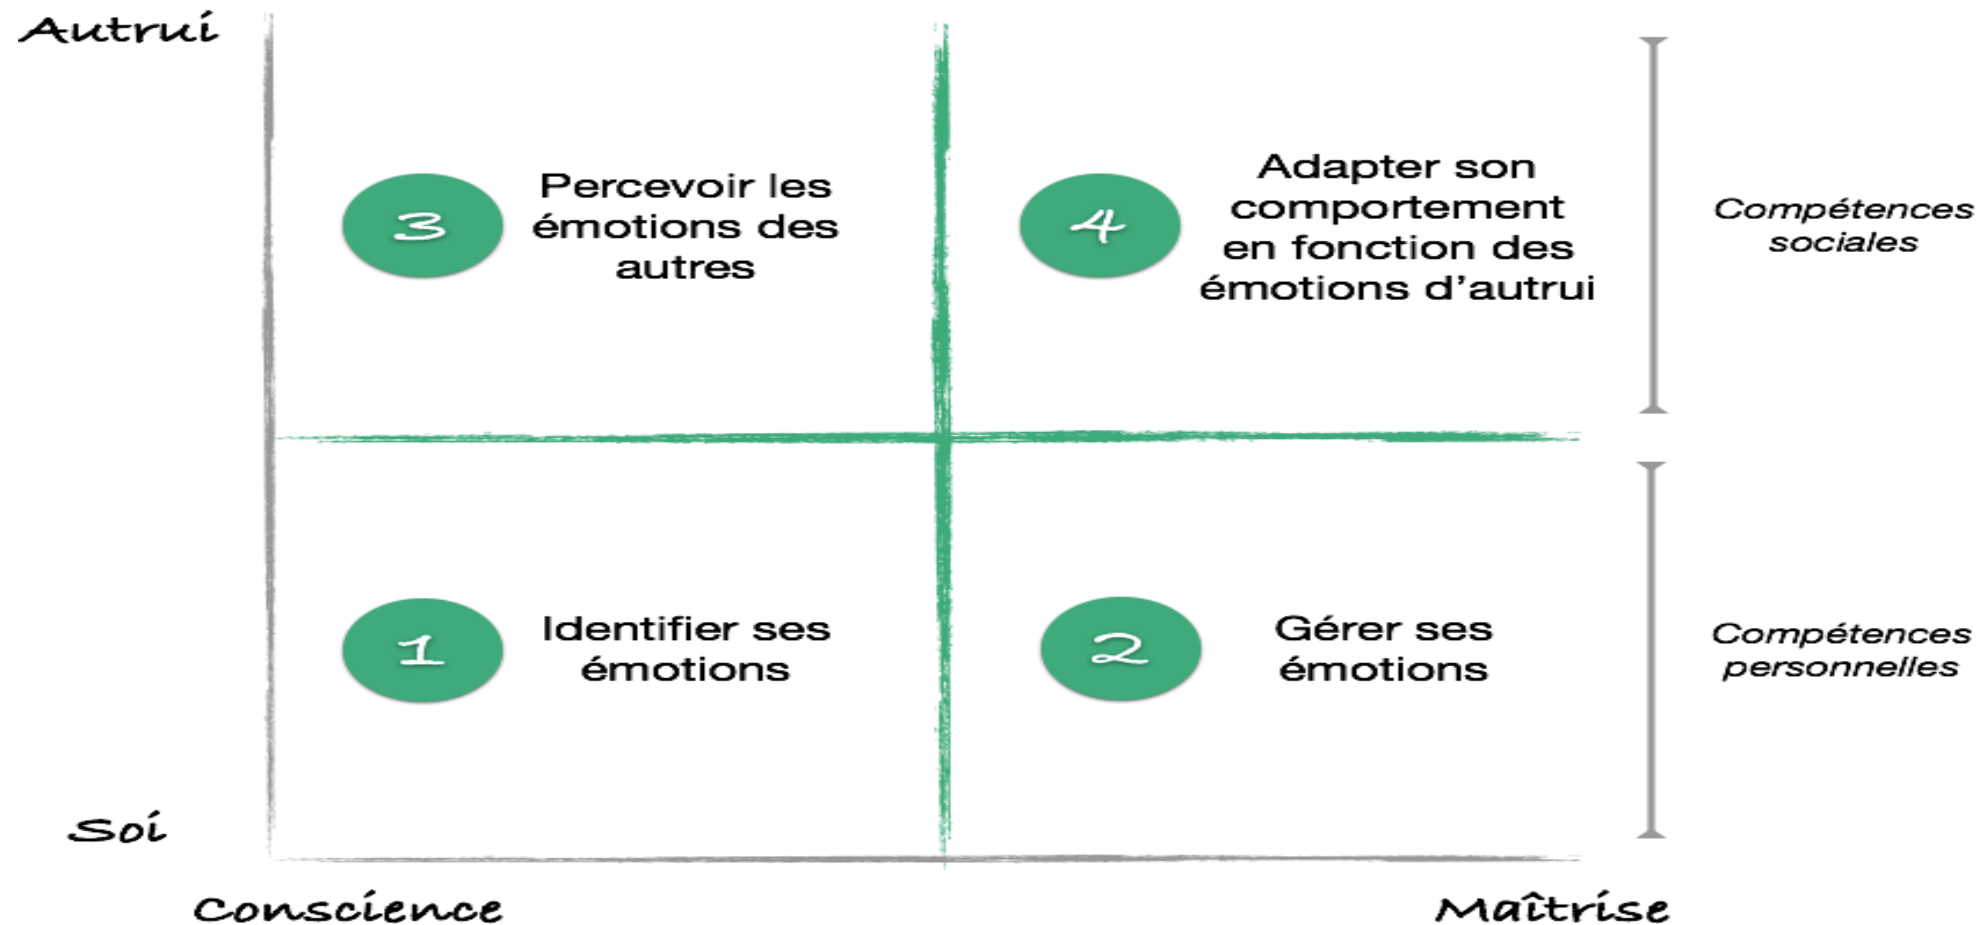 Autrui
3
Percevoir les
émotions des
autres
4
Adapter son
comportement
en fonction des
émotions d’autrui
Compétences
sociales
1
Identifier ses
émotions
2
Gérer ses
émotions
Compétences
personnelles
Soi
Conscience
Maîtrise